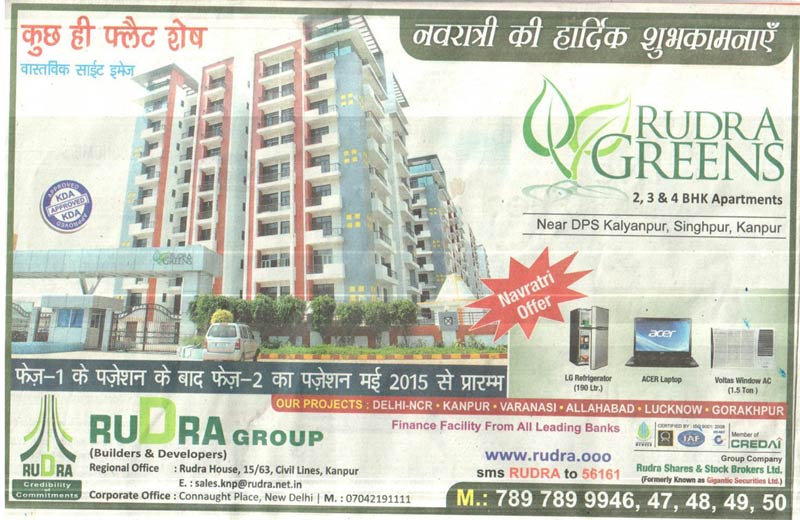 कुछ ही फ्लैट शेष
वास्तविक साईट इमेज
नवरात्री की हार्दिक शुभकामनाएँ
RUDRA
GREENS
2, 3 & 4 BHK Apartments
Near DPS Kalyanpur, Singhpur, Kanpur
APPROVED
KDA
APPROVED
KDA
APPROVED
RUDRA
GREENS
Navratri
Offer
acer
LG Refrigerator
(190 Ltr.)
ACER Laptop
Voltas Window AC
(1.5 Ton)
फेज़-1 के पज़ेशन के बाद फेज़-2 का पज़ेशन मई 2015 से प्रारम्भ
OUR PROJECTS : DELHI-NCR • KANPUR • VARANASI • ALLAHABAD • LUCKNOW • GORAKHPUR
Finance Facility From All Leading Banks
RUDRA
Credibility of
Commitments
RUDRA GROUP
(Builders & Developers)
Regional Office : Rudra House, 15/63, Civil Lines, Kanpur
E. : sales.knp@rudra.net.in
Corporate Office : Connaught Place, New Delhi | M. : 07042191111
www.rudra.ooo
sms RUDRA to 56161
CERTIFIED BY : ISO 9001: 2008
IAF
Member of
CREDAI
Group Company
Rudra Shares & Stock Brokers Ltd.
(Formerly Known as Gigantic Securities Ltd.)
M.: 789 789 9946, 47, 48, 49, 50